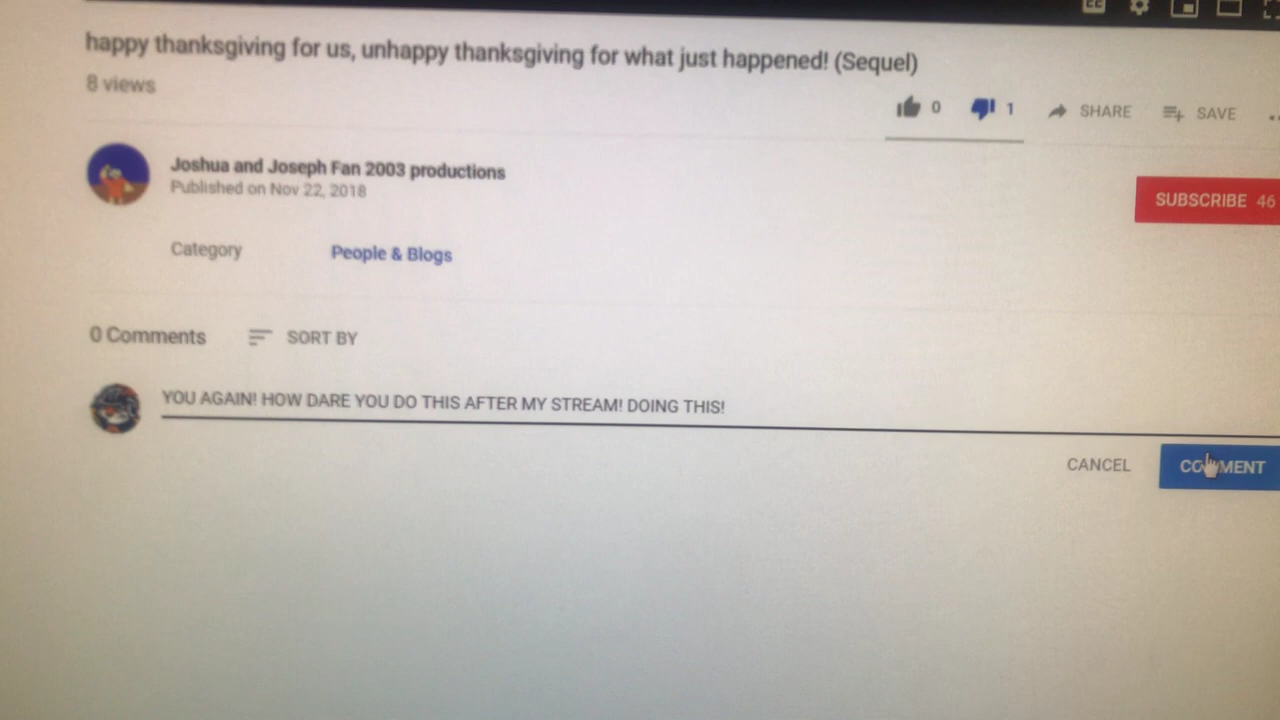 CC
happy thanksgiving for us, unhappy thanksgiving for what just happened! (Sequel)
8 views
0
1
SHARE
SAVE
Joshua and Joseph Fan 2003 productions
Published on Nov 22, 2018
SUBSCRIBE 46
Category
People & Blogs
0 Comments
SORT BY
YOU AGAIN! HOW DARE YOU DO THIS AFTER MY STREAM! DOING THIS!
CANCEL
COMMENT